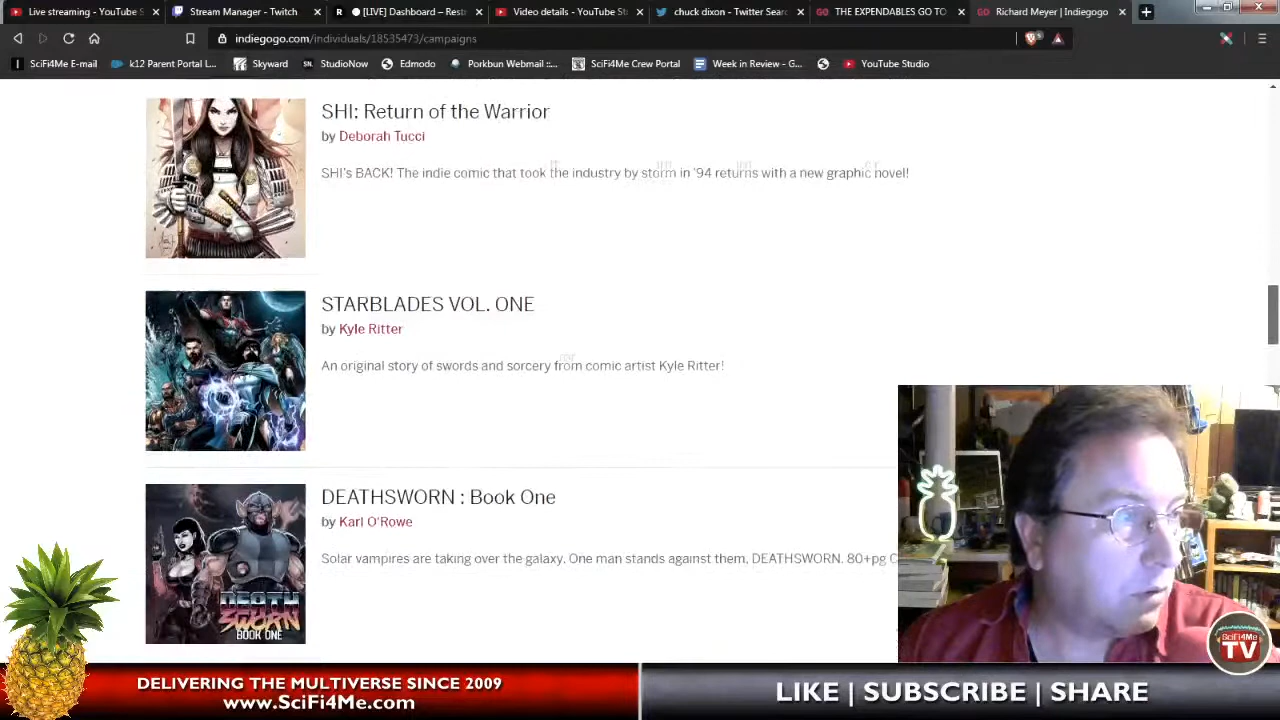 Live streaming - YouTube S
Stream Manager - Twitch
[LIVE] Dashboard – Rest
Video details - YouTube St
chuck dixon - Twitter Sear
THE EXPENDABLES GO TO
Richard Meyer | Indiegogo
indiegogo.com/individuals/18535473/campaigns
SciFi4Me E-mail
k12 Parent Portal L...
Skyward
StudioNow
Edmodo
Porkbun Webmail ::...
SciFi4Me Crew Portal
Week in Review - G...
YouTube Studio
SHI: Return of the Warrior
by Deborah Tucci
SHI's BACK! The indie comic that took the industry by storm in '94 returns with a new graphic novel!
STARBLADES VOL. ONE
by Kyle Ritter
An original story of swords and sorcery from comic artist Kyle Ritter!
DEATHSWORN : Book One
by Karl O'Rowe
Solar vampires are taking over the galaxy. One man stands against them, DEATHSWORN. 80+pg
DEATH
SWORN
BOOK ONE
SciFi4Me
TV
DELIVERING THE MULTIVERSE SINCE 2009
www.SciFi4Me.com
LIKE | SUBSCRIBE | SHARE